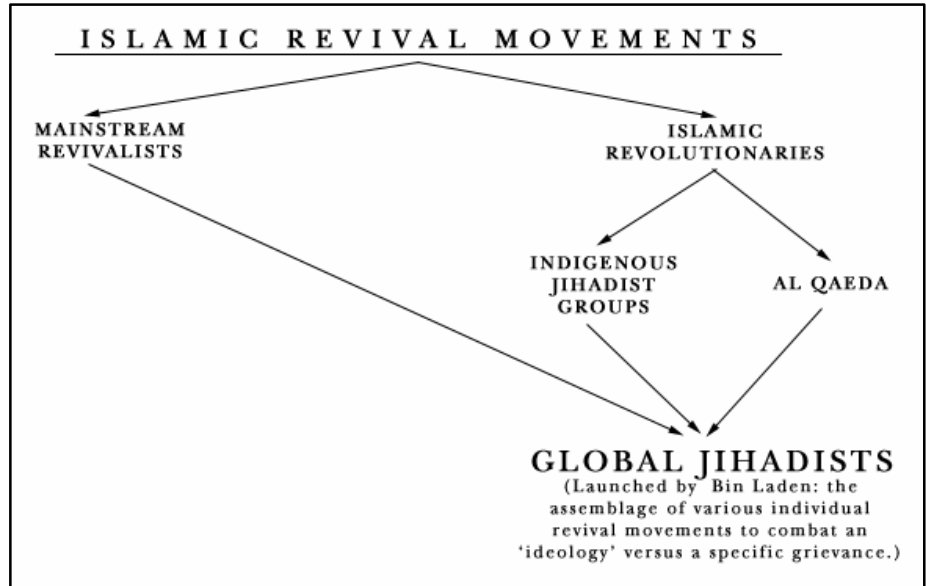 ISLAMIC REVIVAL MOVEMENTS
MAINSTREAM
REVIVALISTS
ISLAMIC
REVOLUTIONARIES
INDIGENOUS
JIHADIST
GROUPS
AL QAEDA
GLOBAL JIHADISTS
(Launched by Bin Laden: the
assemblage of various individual
revival movements to combat an
'ideology' versus a specific grievance.)